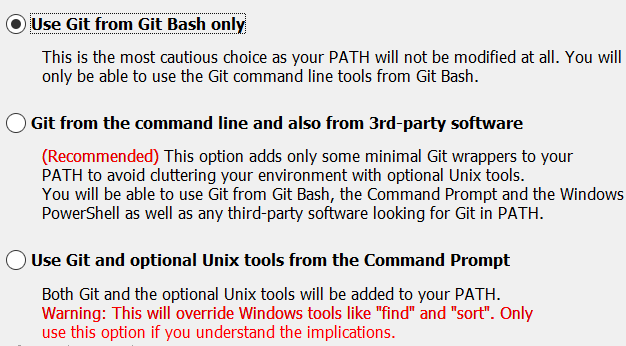 Use Git from Git Bash only
This is the most cautious choice as your PATH will not be modified at all. You will
only be able to use the Git command line tools from Git Bash.
Git from the command line and also from 3rd-party software
(Recommended) This option adds only some minimal Git wrappers to your
PATH to avoid cluttering your environment with optional Unix tools.
You will be able to use Git from Git Bash, the Command Prompt and the Windows
PowerShell as well as any third-party software looking for Git in PATH.
Use Git and optional Unix tools from the Command Prompt
Both Git and the optional Unix tools will be added to your PATH.
Warning: This will override Windows tools like "find" and "sort". Only
use this option if you understand the implications.